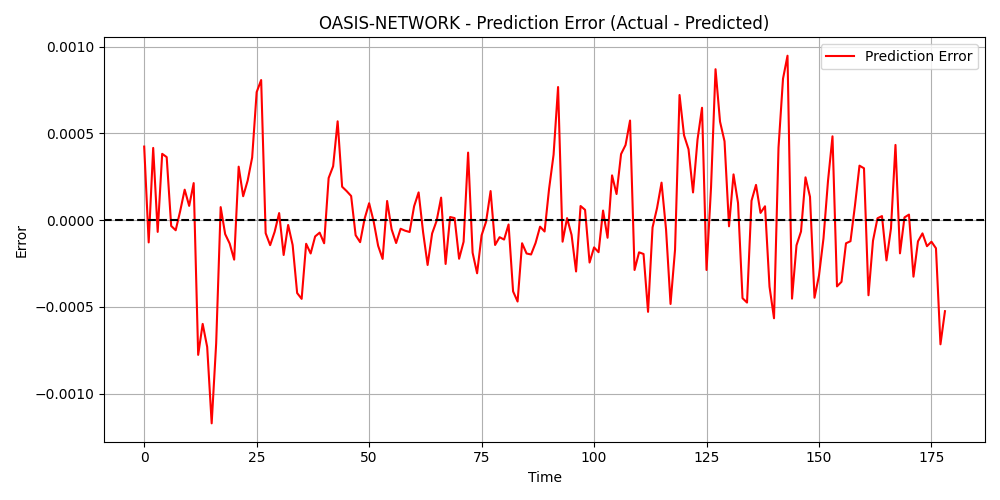 OASIS-NETWORK - Prediction Error (Actual - Predicted)
Prediction Error
0.0010
0.0005
0.0000
−0.0005
−0.0010
Error
0 25 50 75 100 125 150 175
Time